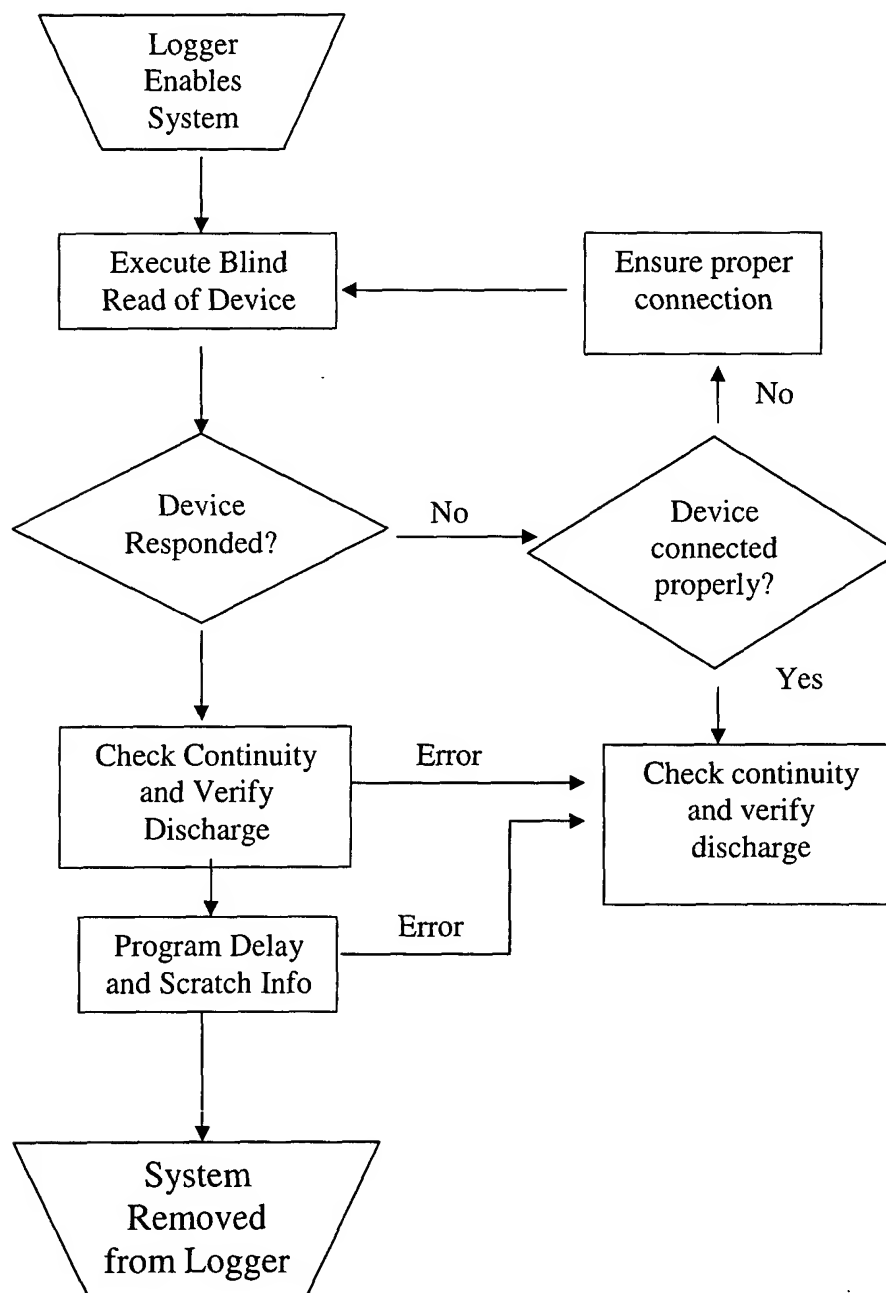 Logger
Enables
System
Execute Blind
Read of Device
Ensure proper
connection
No
Device
Responded?
No
Device
connected
properly?
Yes
Check Continuity
and Verify
Discharge
Error
Check continuity
and verify
discharge
Program Delay
and Scratch Info
Error
System
Removed
from Logger